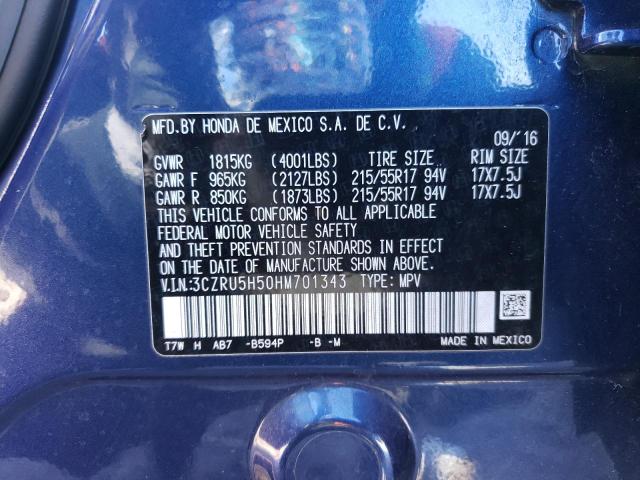 MFD.BY HONDA DE MEXICO S.A. DE C.V. 09/'16
GVWR 1815KG (4001LBS) TIRE SIZE RIM SIZE
GAWR F 965KG (2127LBS) 215/55R17 94V 17X7.5J
GAWR R 850KG (1873LBS) 215/55R17 94V 17X7.5J
THIS VEHICLE CONFORMS TO ALL APPLICABLE
FEDERAL MOTOR VEHICLE SAFETY
AND THEFT PREVENTION STANDARDS IN EFFECT
ON THE DATE OF MANUFACTURE SHOWN ABOVE.
V.I.N:3CZRU5H50HM701343 TYPE: MPV
T7W H AB7 -B594P -B -M MADE IN MEXICO